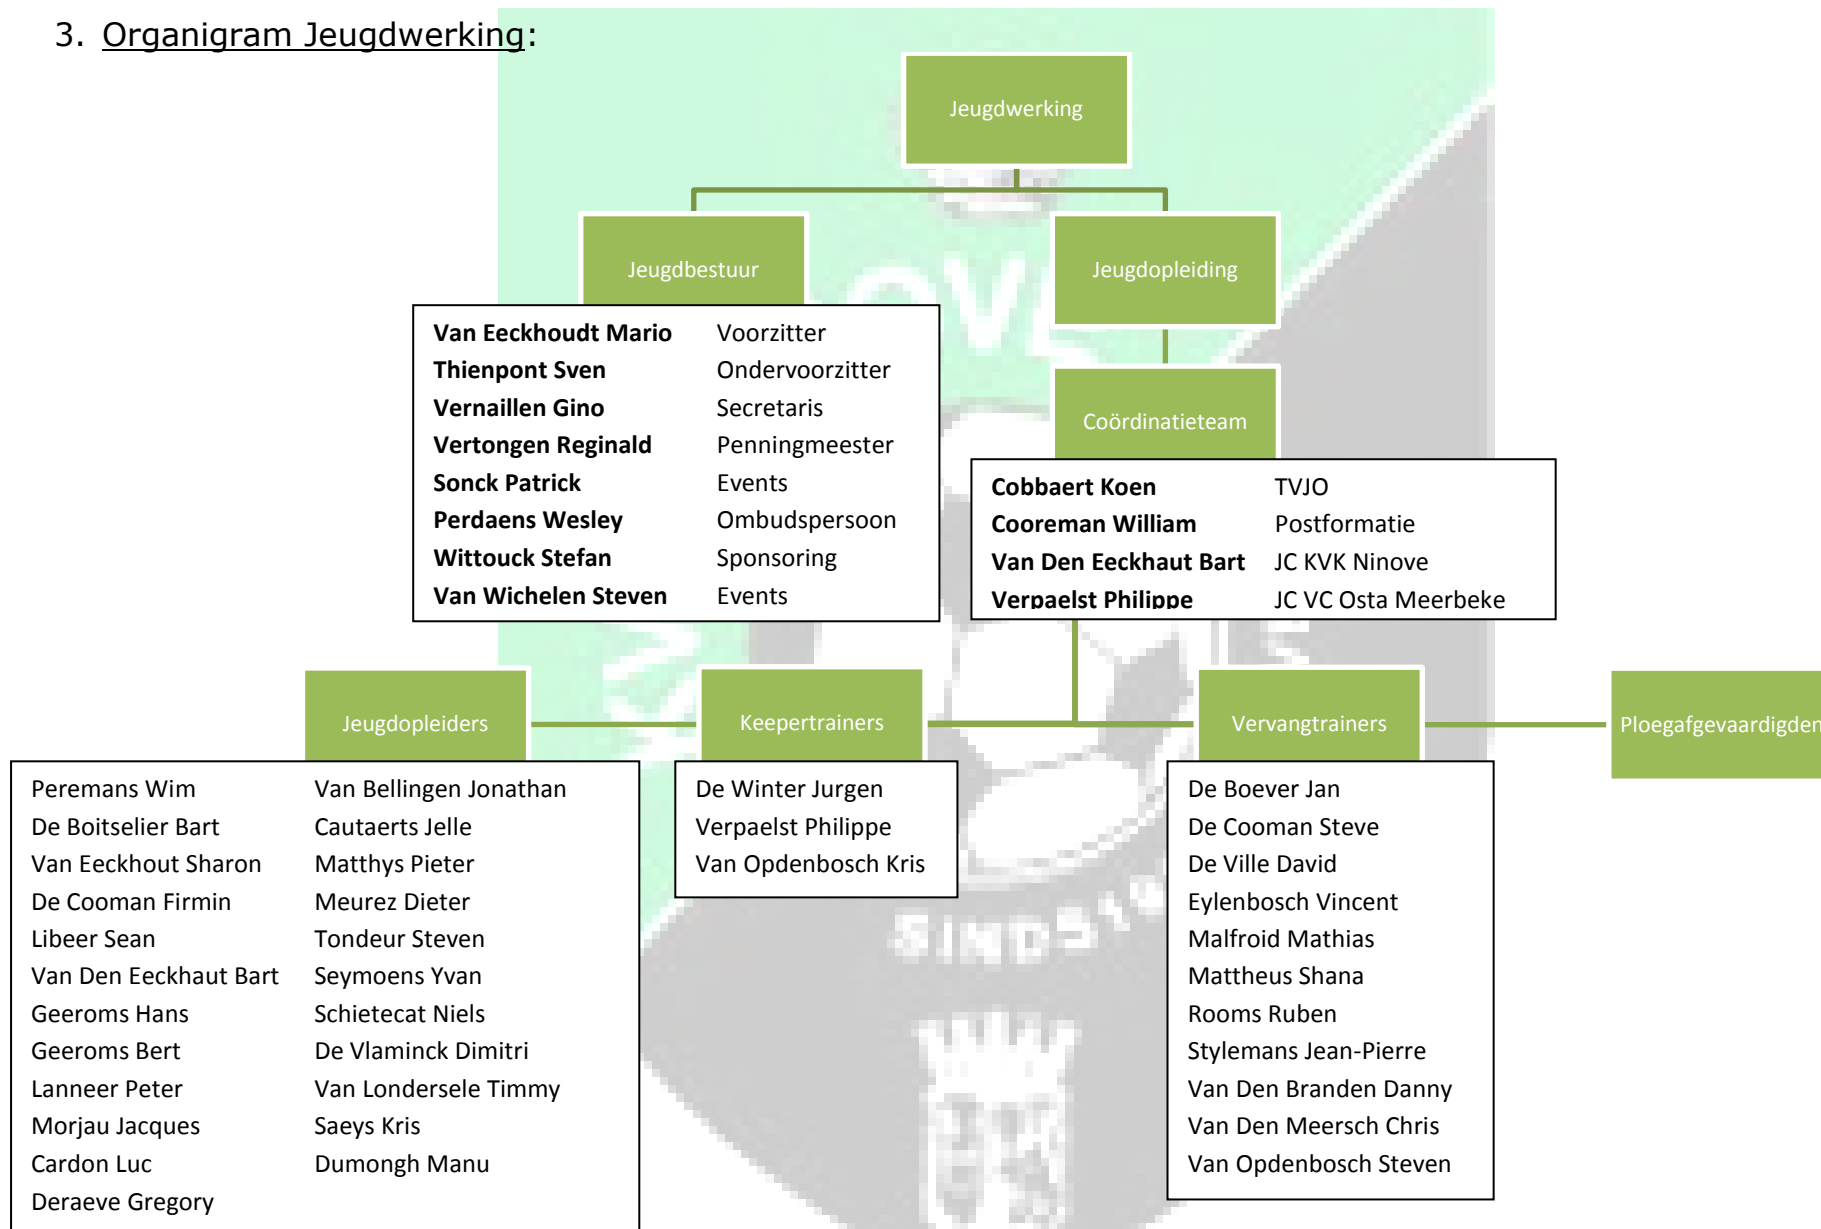 3. Organigram Jeugdwerking:
Jeugdwerking
Jeugdbestuur
Jeugdopleiding
Van Eeckhoudt Mario Voorzitter
Thienpont Sven Ondervoorzitter
Vernaillen Gino Secretaris
Vertongen Reginald Penningmeester
Sonck Patrick Events
Perdaens Wesley Ombudspersoon
Wittouck Stefan Sponsoring
Van Wichelen Steven Events
Coördinatieteam
Cobbaert Koen TVJO
Cooreman William Postformatie
Van Den Eeckhaut Bart JC KVK Ninove
Verpaelst Philippe JC VC Osta Meerbeke
Jeugdopleiders
Keepertrainers
Vervangtrainers
Ploegafgevaardigden
Peremans Wim Van Bellingen Jonathan
De Boitselier Bart Cautaerts Jelle
Van Eeckhout Sharon Matthys Pieter
De Cooman Firmin Meurez Dieter
Libeer Sean Tondeur Steven
Van Den Eeckhaut Bart Seymoens Yvan
Geeroms Hans Schietecat Niels
Geeroms Bert De Vlaminck Dimitri
Lanneer Peter Van Londersele Timmy
Morjau Jacques Saeys Kris
Cardon Luc Dumongh Manu
Deraeve Gregory
De Winter Jurgen
Verpaelst Philippe
Van Opdenbosch Kris
De Boever Jan
De Cooman Steve
De Ville David
Eylenbosch Vincent
Malfroid Mathias
Mattheus Shana
Rooms Ruben
Stylemans Jean-Pierre
Van Den Branden Danny
Van Den Meersch Chris
Van Opdenbosch Steven
SINDS